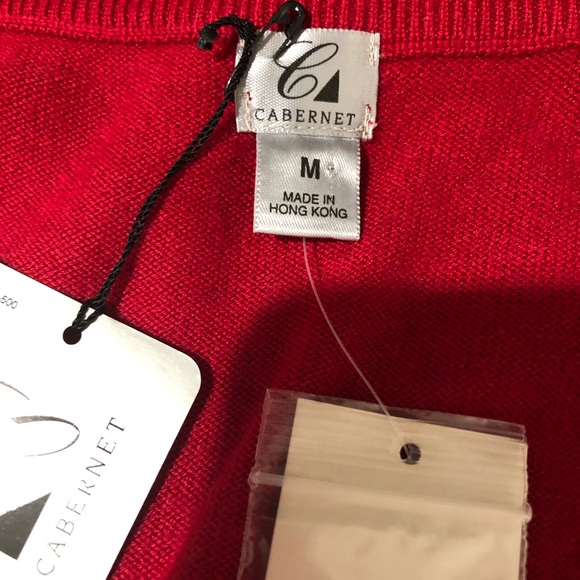 C
CABERNET
M
MADE IN
HONG KONG
-500
C
CABERNET